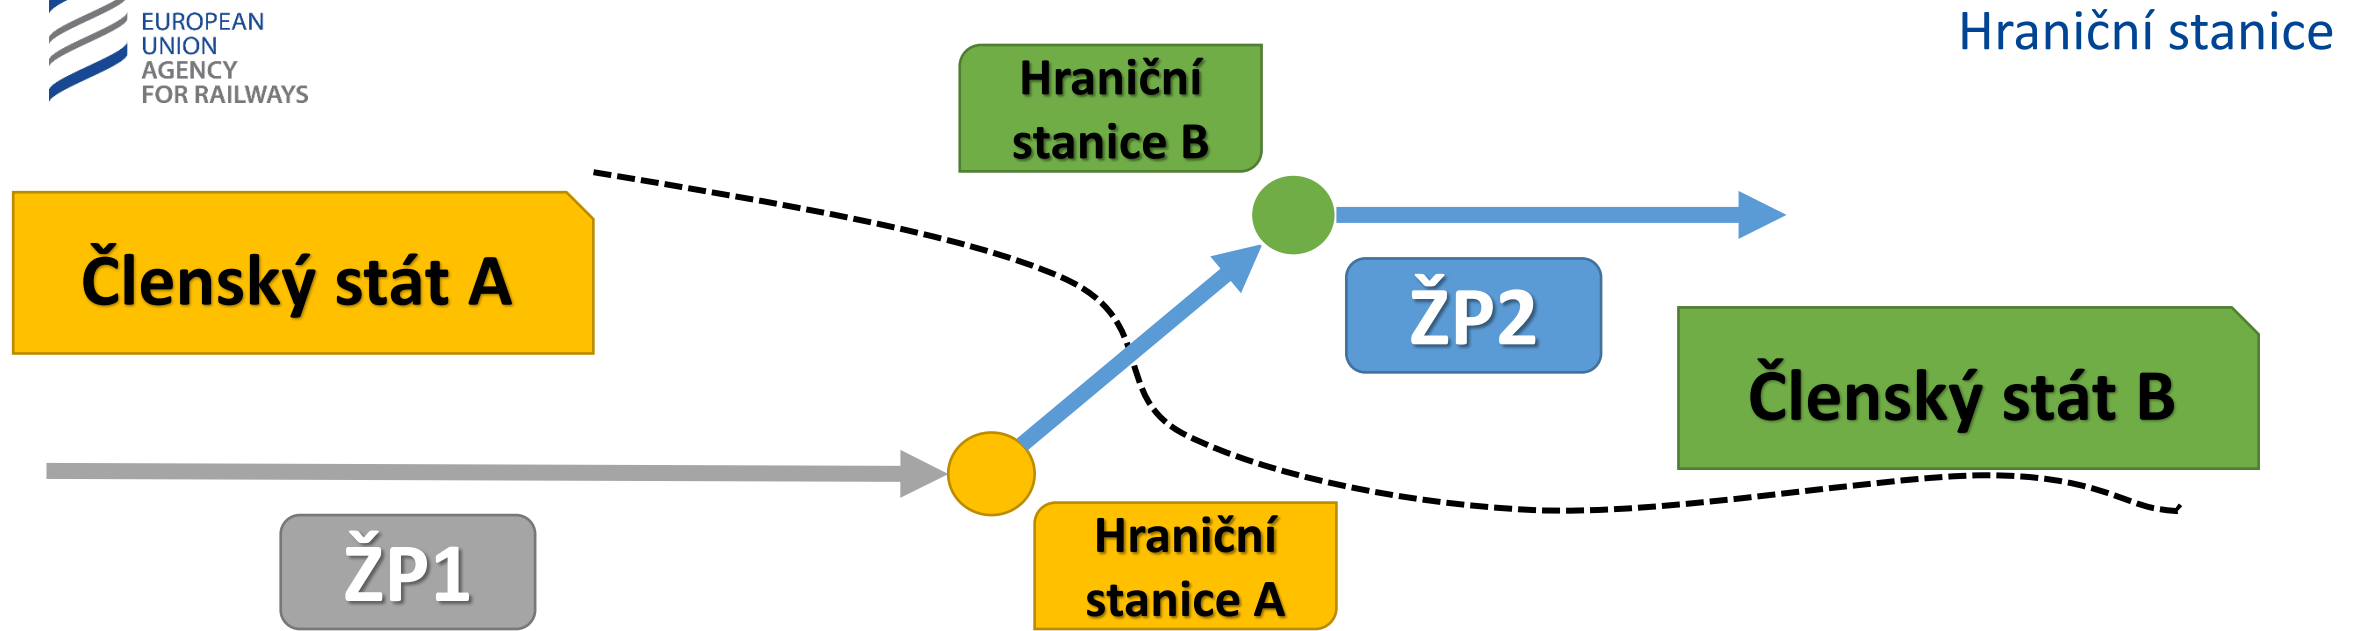 EUROPEAN
UNION
AGENCY
FOR RAILWAYS
Hraniční stanice
Hraniční
stanice B
Členský stát A
ŽP2
Členský stát B
ŽP1
Hraniční
stanice A